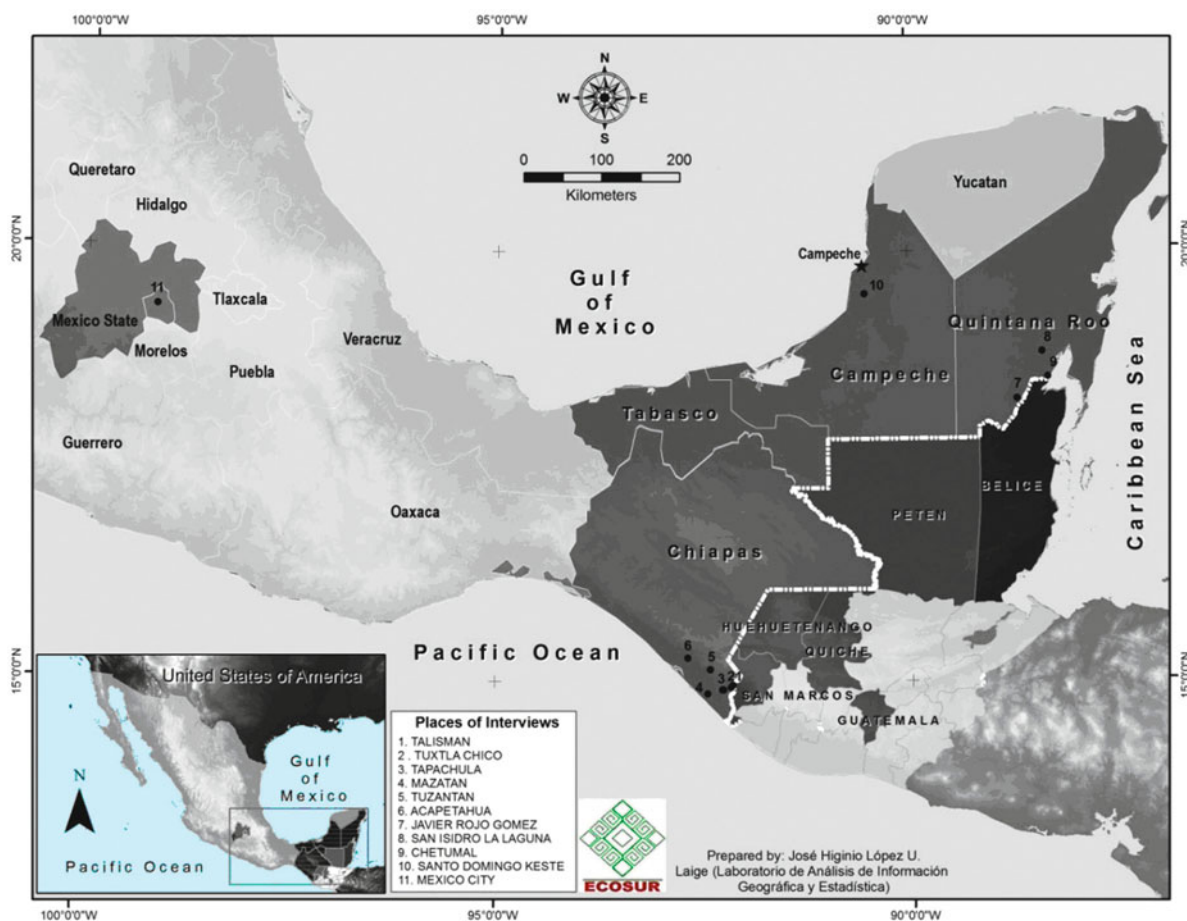 100°0'0"W
95°0'0"W
90°0'0"W
N
W
E
S
0
100
200
Kilometers
Queretaro
Hidalgo
Yucatan
20°0'0"N
20°0'0"N
Campeche
10
Gulf
of
Mexico
11
Tlaxcala
Mexico State
Morelos
Veracruz
Puebla
Quintana Roo
8
9
7
Campeche
Caribbean Sea
Tabasco
Guerrero
BELICE
PETEN
Oaxaca
Chiapas
HUEHUETENANGO
Pacific Ocean
6
5
QUICHE
15°0'0"N
15°0'0"N
4
3
2
1
SAN MARCOS
GUATEMALA
United States of America
Gulf
of
Mexico
N
Pacific Ocean
Places of Interviews
1. TALISMAN
2 . TUXTLA CHICO
3. TAPACHULA
4. MAZATAN
5. TUZANTAN
6. ACAPETAHUA
7. JAVIER ROJO GOMEZ
8. SAN ISIDRO LA LAGUNA
9. CHETUMAL
10. SANTO DOMINGO KESTE
11. MEXICO CITY
ECOSUR
Prepared by: José Higinio López U.
Laige (Laboratorio de Análisis de Información
Geográfica y Estadística)
100°0'0"W
95°0'0"W
90°0'0"W